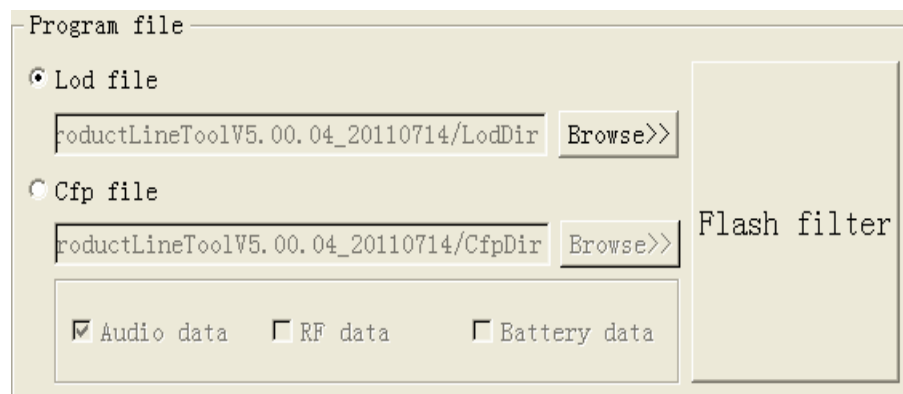 Program file
Lod file
roductLineToolV5.00.04_20110714/LodDir Browse>>
Cfp file
roductLineToolV5.00.04_20110714/CfpDir Browse>>
Flash filter
Audio data RF data Battery data